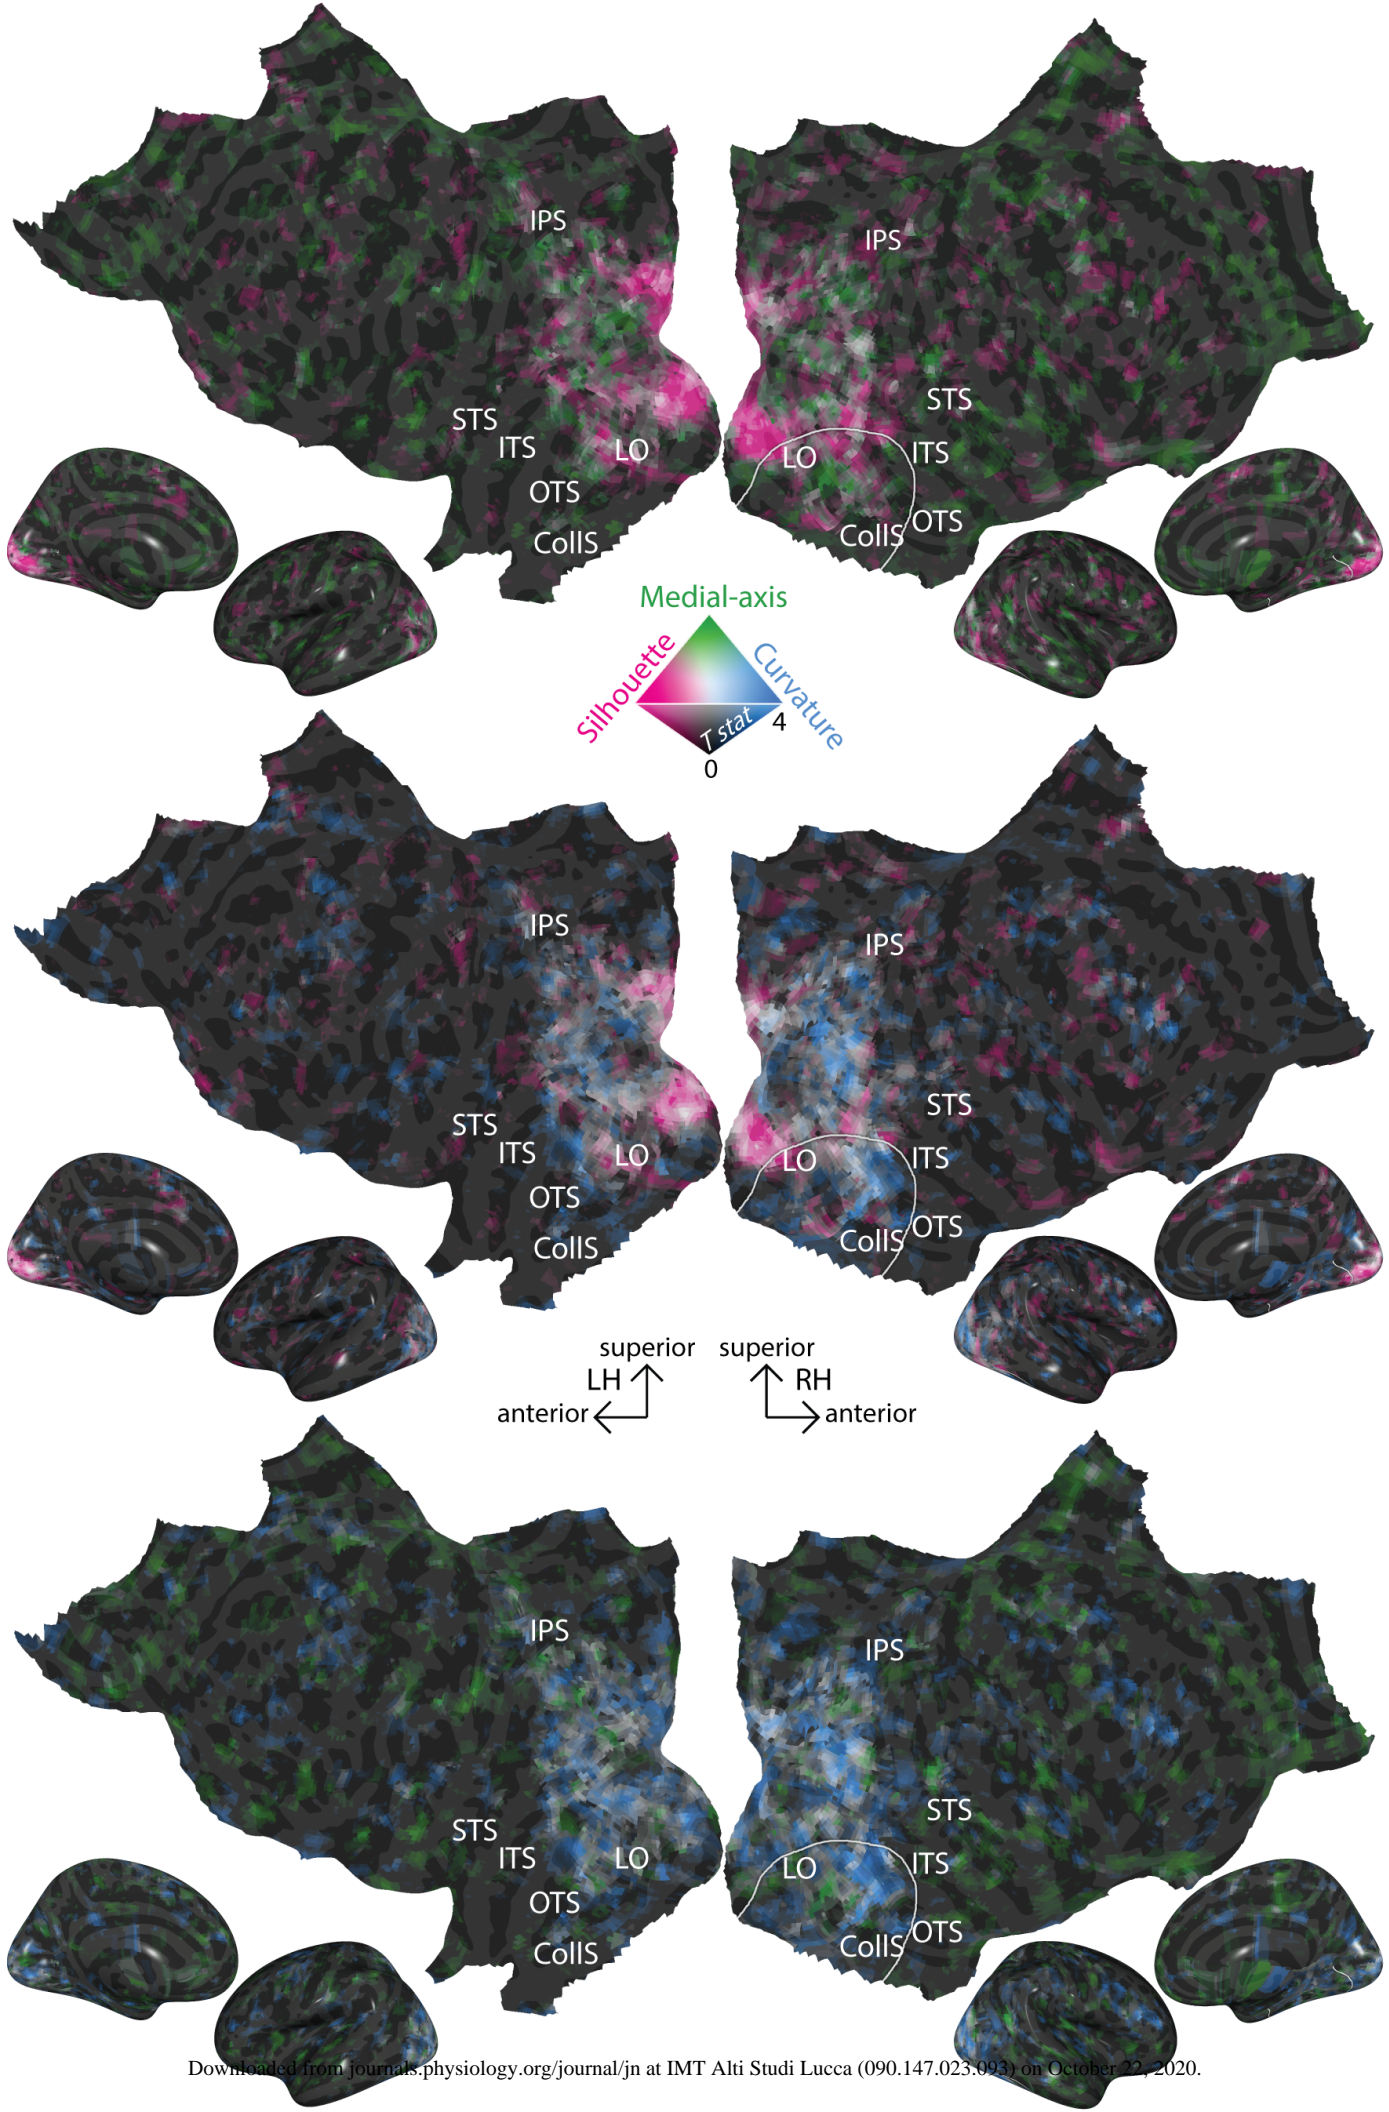 IPS
IPS
STS
STS
ITS
LO
LO
ITS
OTS
OTS
CollS
CollS
Medial-axis
Silhouette
Curvature
T stat
4
0
IPS
IPS
STS
STS
ITS
LO
LO
ITS
OTS
OTS
CollS
CollS
superior superior
LH RH
anterior anterior
IPS
IPS
STS
STS
ITS
LO
LO
ITS
OTS
OTS
CollS
CollS
Downloaded from journals.physiology.org/journal/jn at IMT Alti Studi Lucca (090.147.023.093) on October 22, 2020.